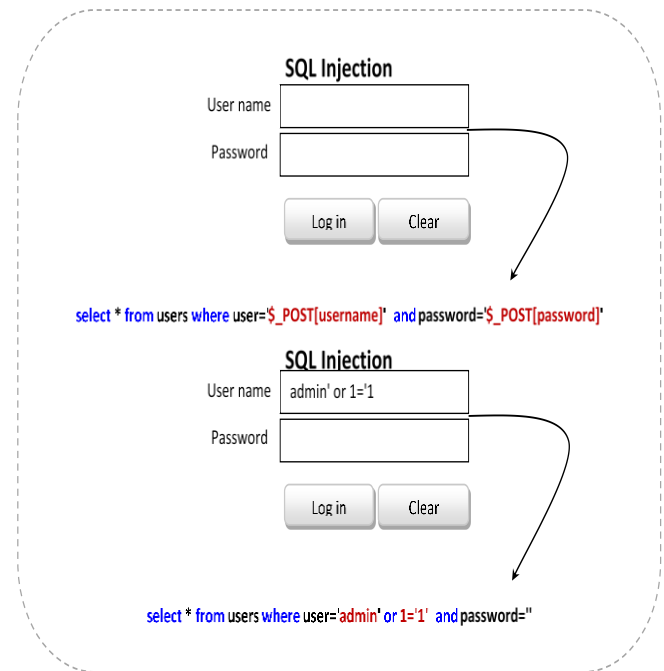 SQL Injection
User name
Password
Log in Clear
select * from users where user='$_POST[username]' and password='$_POST[password]'
SQL Injection
User name admin' or 1='1
Password
Log in Clear
select * from users where user='admin' or 1='1' and password=''